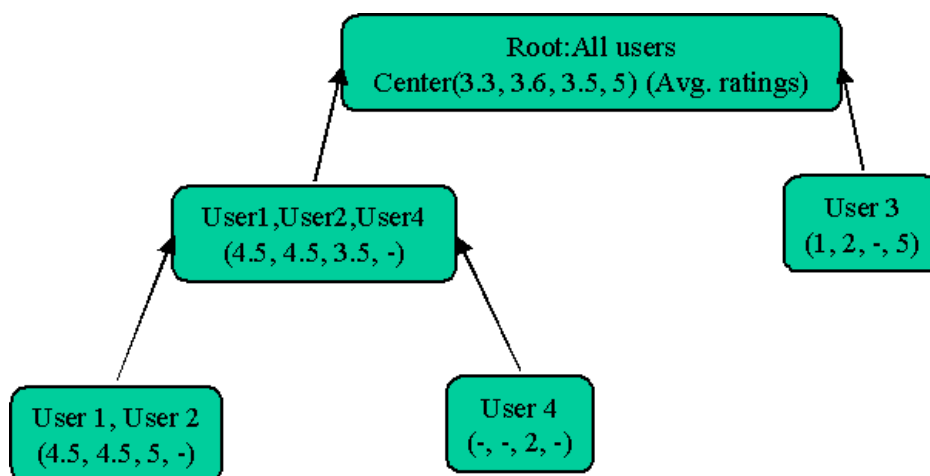 Root:All users
Center(3.3, 3.6, 3.5, 5) (Avg. ratings)
User1,User2,User4
(4.5, 4.5, 3.5, -)
User 3
(1, 2, -, 5)
User 1, User 2
(4.5, 4.5, 5, -)
User 4
(-, -, 2, -)